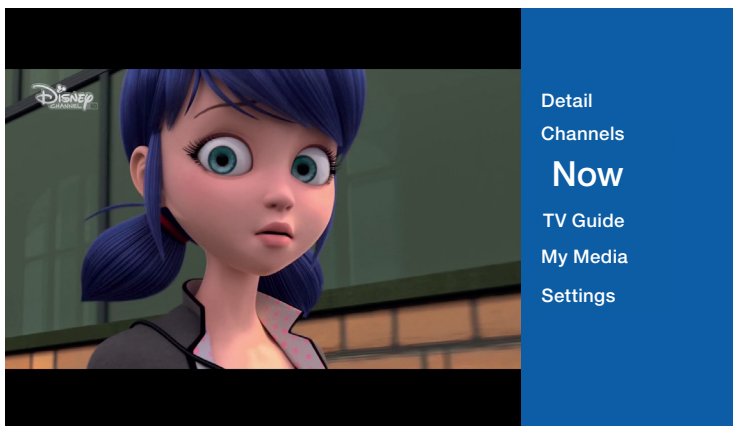 Disney
CHANNEL
Detail
Channels
Now
TV Guide
My Media
Settings